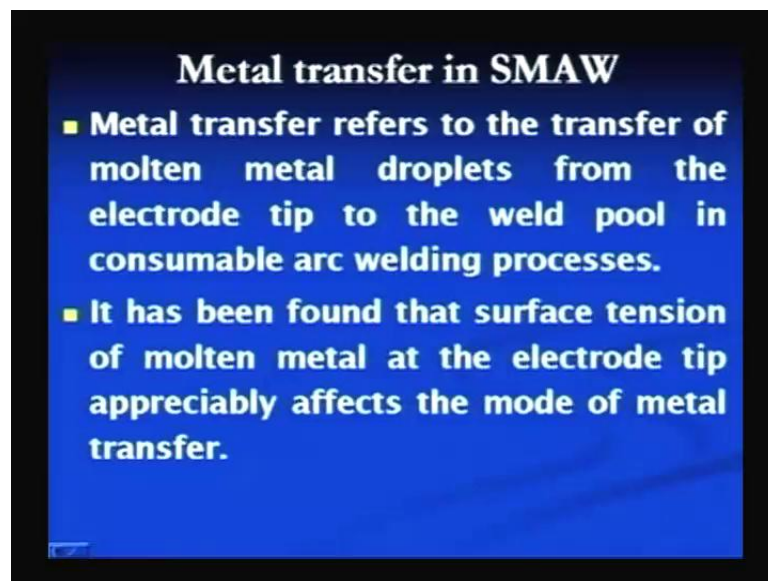 Metal transfer in SMAW
Metal transfer refers to the transfer of
molten metal droplets from the
electrode tip to the weld pool in
consumable arc welding processes.
It has been found that surface tension
of molten metal at the electrode tip
appreciably affects the mode of metal
transfer.